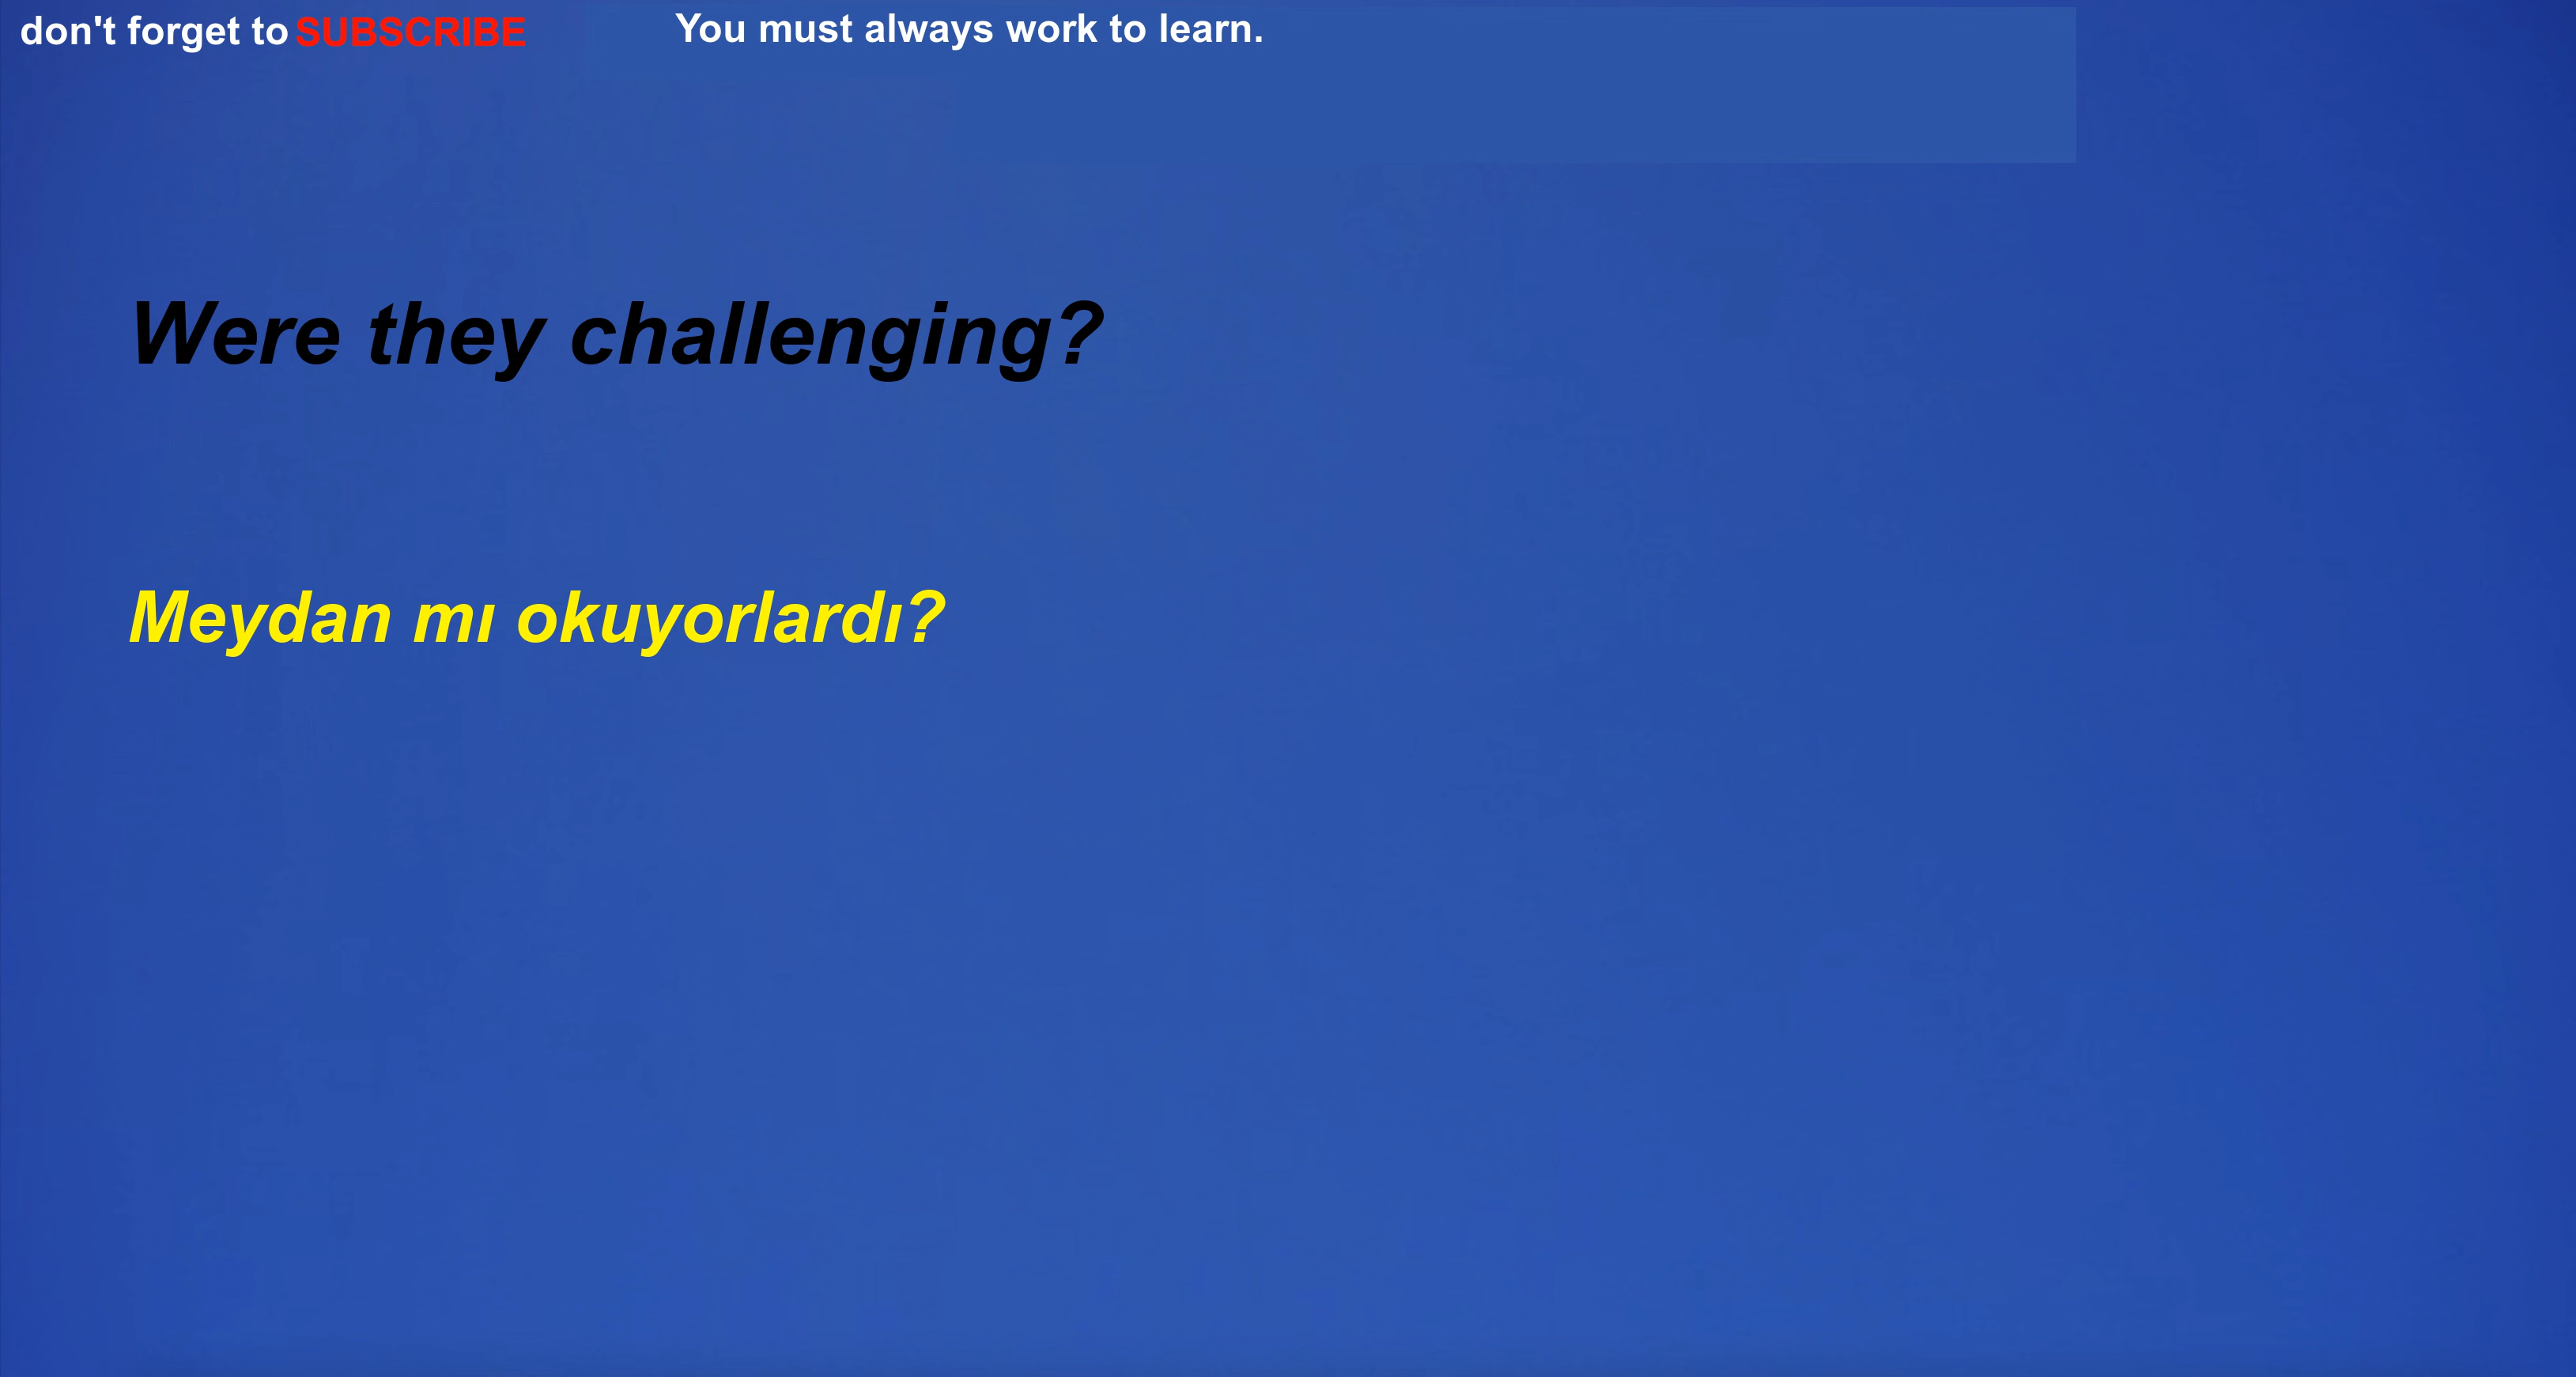 don't forget to SUBSCRIBE
You must always work to learn.
Were they challenging?
Meydan mı okuyorlardı?